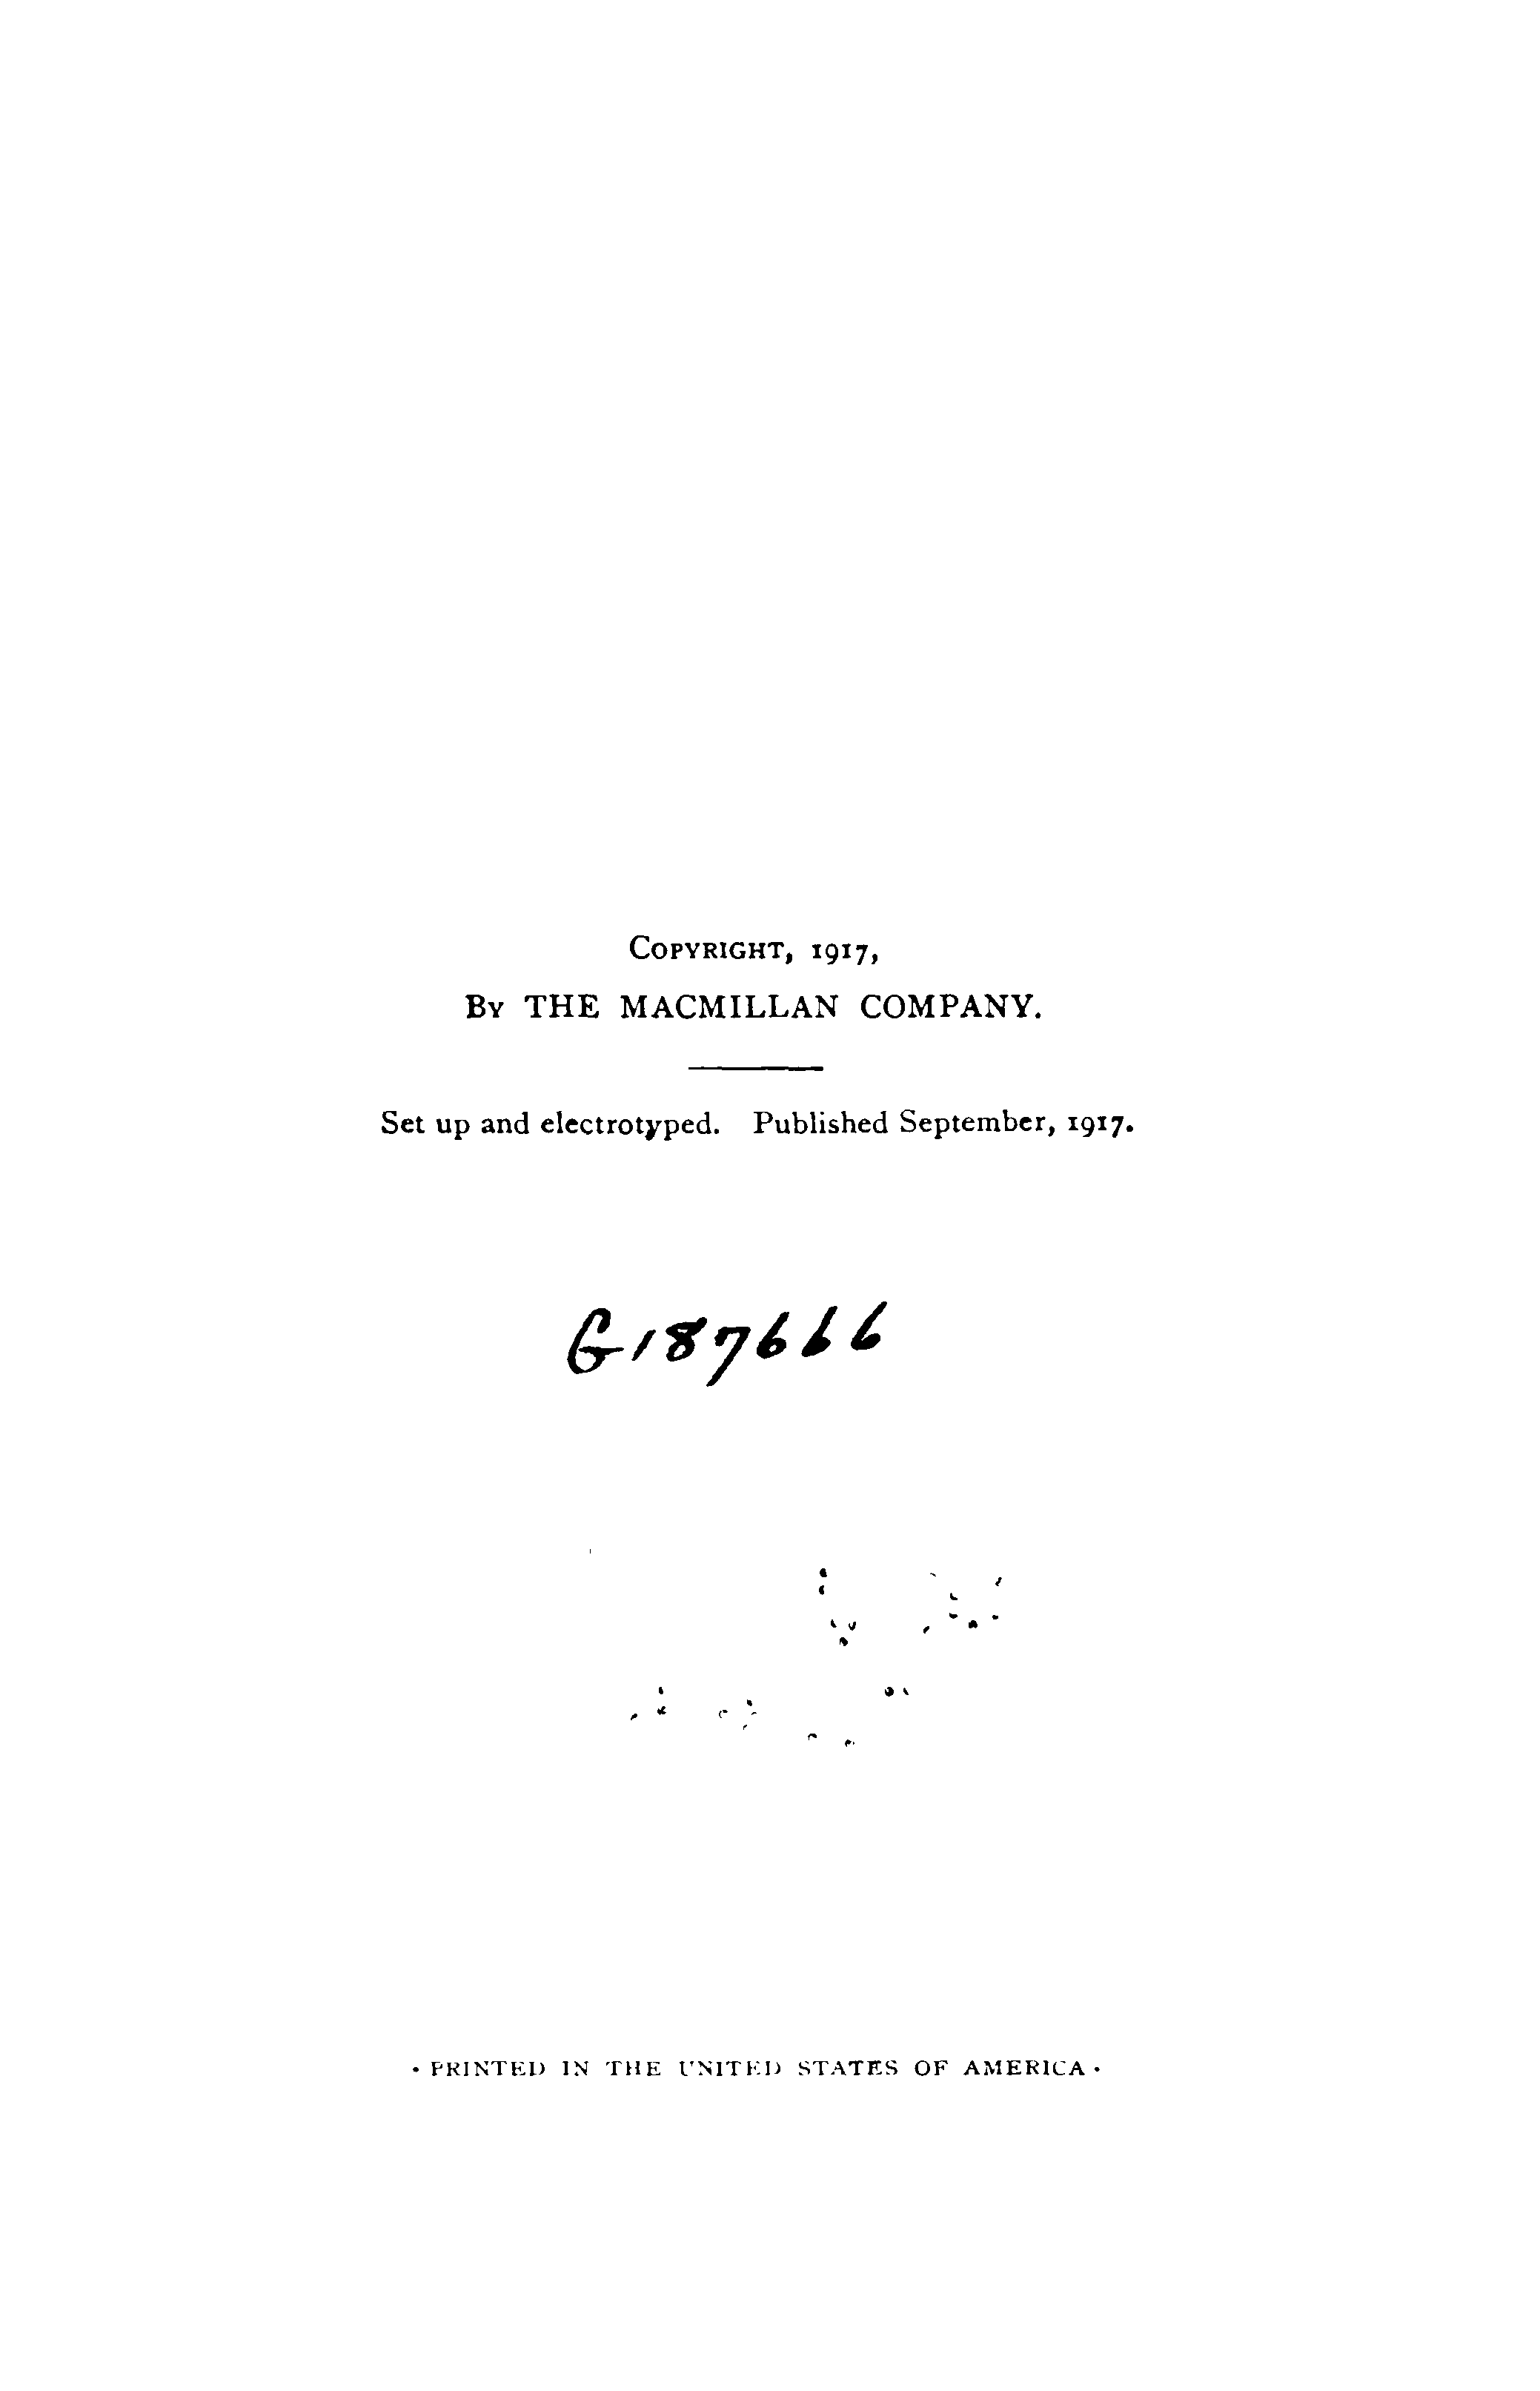 COPYRIGHT, 1917,
BY THE MACMILLAN COMPANY.
Set up and electrotyped. Published September, 1917.
G187666
· PRINTED IN THE UNITED STATES OF AMERICA ·